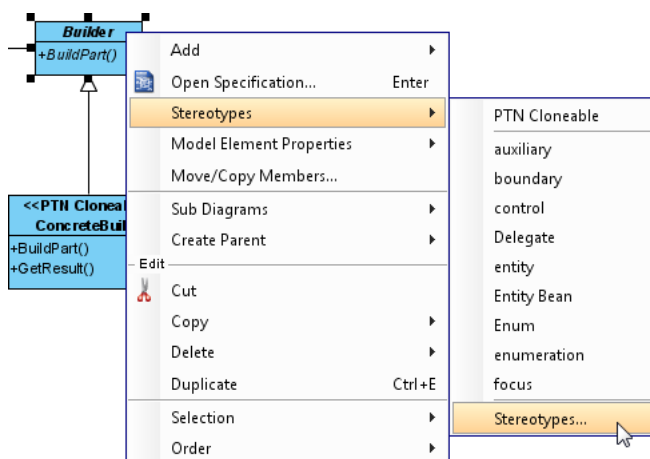 Builder
+BuildPart()
<<PTN Cloneal
ConcreteBuil
+BuildPart()
+GetResult()
Add
Open Specification... Enter
Stereotypes
Model Element Properties
Move/Copy Members...
Sub Diagrams
Create Parent
Edit
Cut
Copy
Delete
Duplicate Ctrl+E
Selection
Order
PTN Cloneable
auxiliary
boundary
control
Delegate
entity
Entity Bean
Enum
enumeration
focus
Stereotypes...